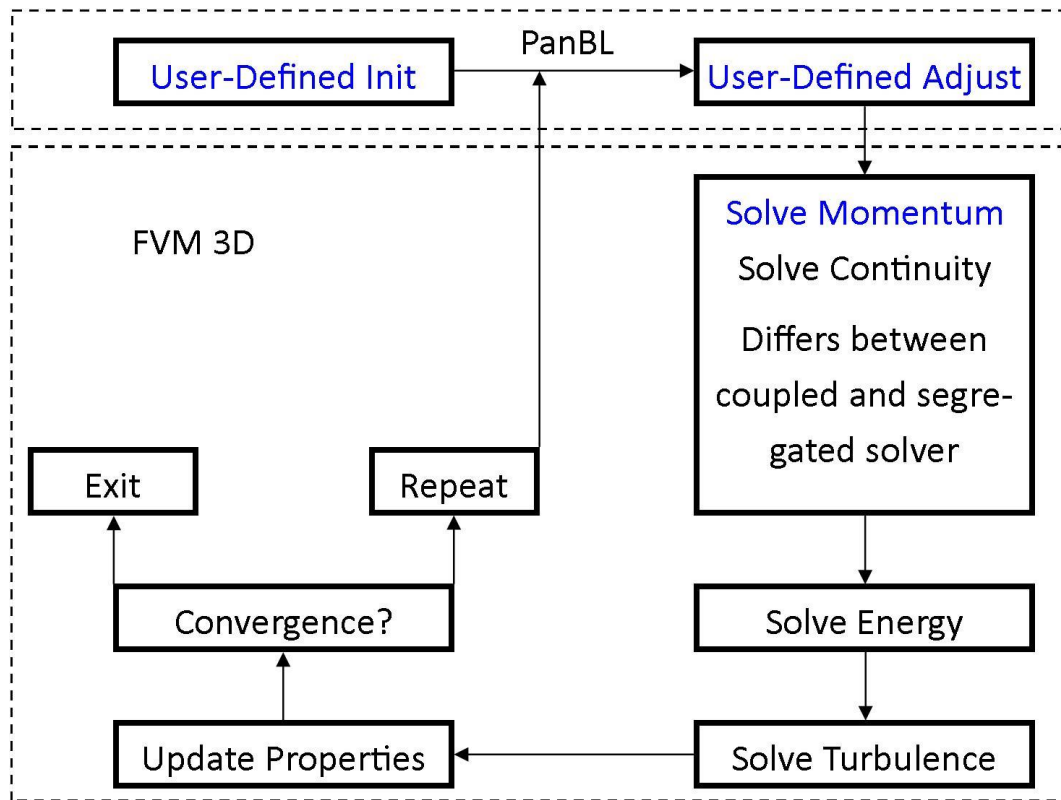 PanBL
User-Defined Init
User-Defined Adjust
FVM 3D
Solve Momentum
Solve Continuity
Differs between
coupled and segre-
gated solver
Exit
Repeat
Convergence?
Solve Energy
Update Properties
Solve Turbulence